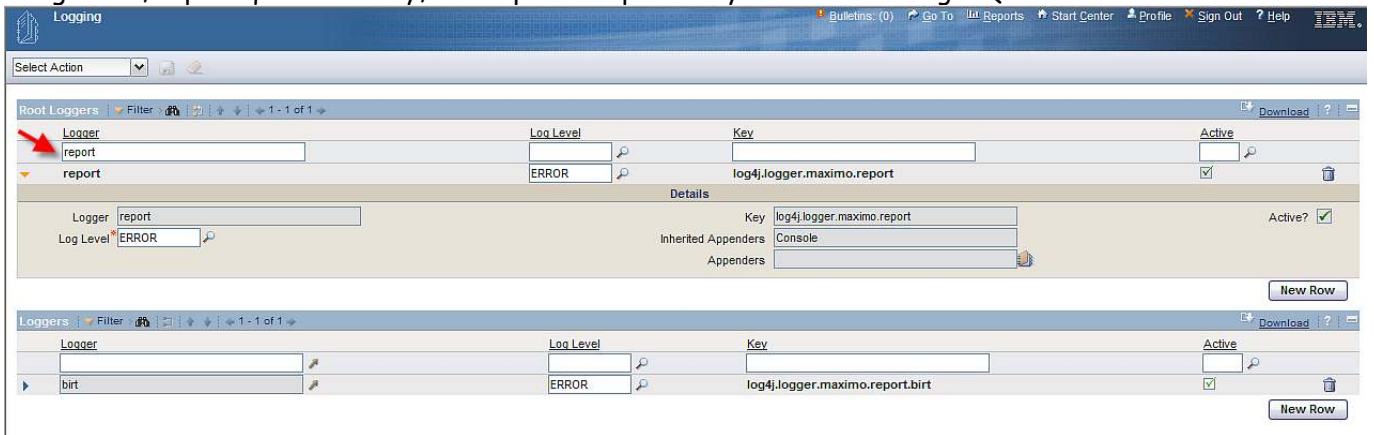 Logging Bulletins: (0) Go To Reports Start Center Profile Sign Out ? Help IBM.
Select Action
Root Loggers Filter 1 - 1 of 1 Download ?
Logger Log Level Key Active
report
report ERROR log4j.logger.maximo.report
Details
Logger report Key log4j.logger.maximo.report Active?
Log Level* ERROR Inherited Appenders Console
Appenders
New Row
Loggers Filter 1 - 1 of 1 Download ?
Logger Log Level Key Active
birt ERROR log4j.logger.maximo.report.birt
New Row